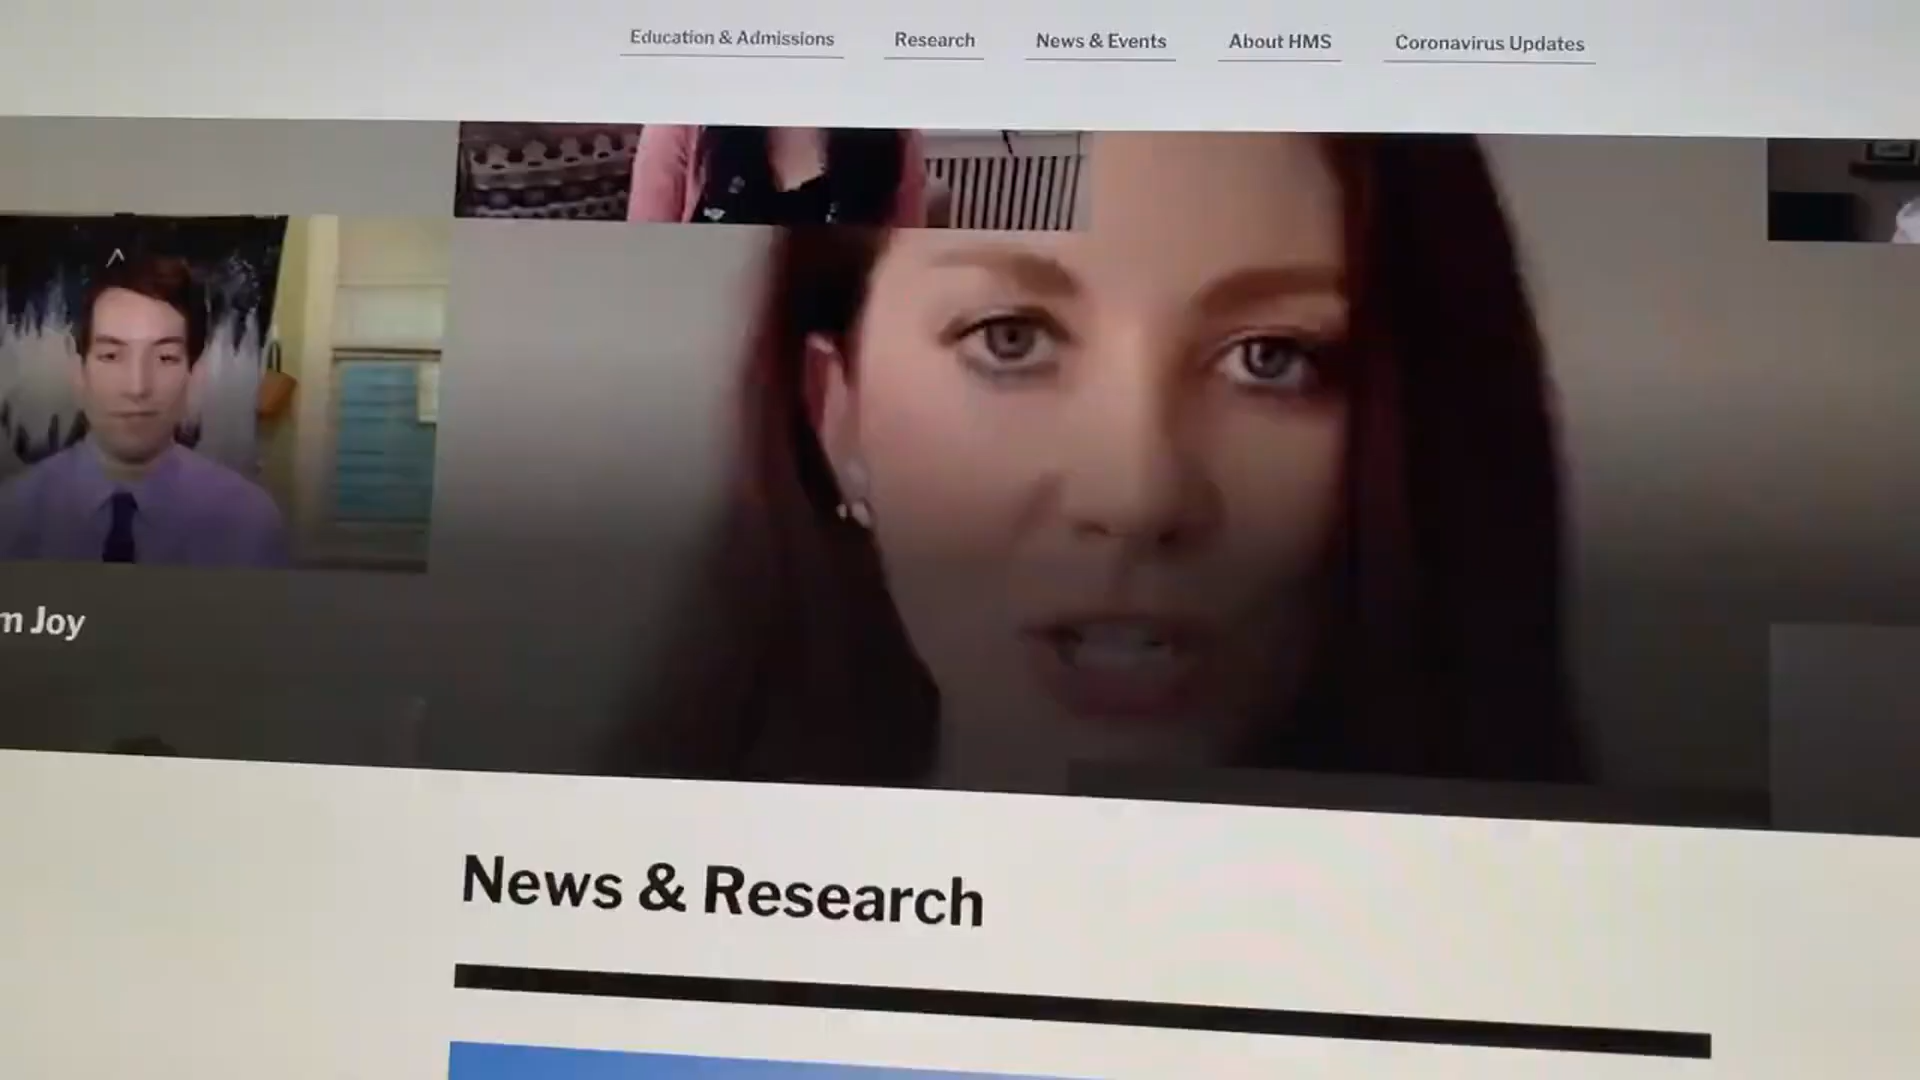 Education & Admissions
Research
News & Events
About HMS
Coronavirus Updates
m Joy
News & Research